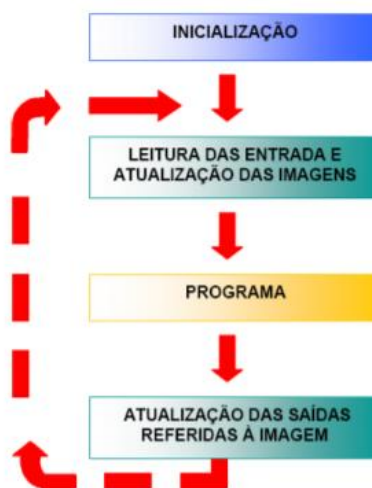 INICIALIZAÇÃO
LEITURA DAS ENTRADA E
ATUALIZAÇÃO DAS IMAGENS
PROGRAMA
ATUALIZAÇÃO DAS SAÍDAS
REFERIDAS À IMAGEM